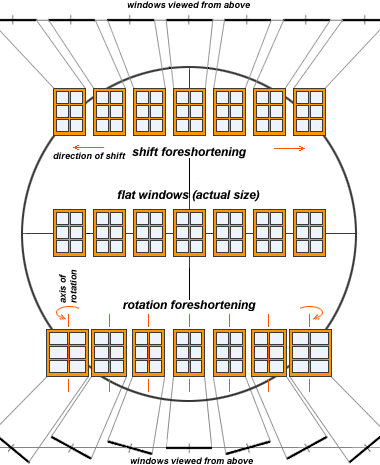 windows viewed from above
direction of shift
shift foreshortening
flat windows (actual size)
axis of
rotation
rotation foreshortening
windows viewed from above